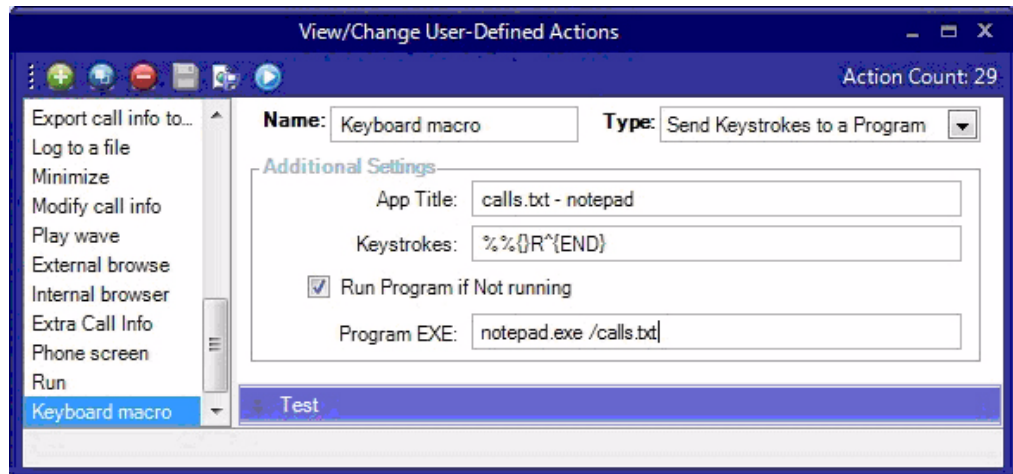 View/Change User-Defined Actions
Action Count: 29
Export call info to...
Log to a file
Minimize
Modify call info
Play wave
External browse
Internal browser
Extra Call Info
Phone screen
Run
Keyboard macro
Name: Keyboard macro Type: Send Keystrokes to a Program
Additional Settings
App Title: calls.txt - notepad
Keystrokes: %%{}R^{END}
Run Program if Not running
Program EXE: notepad.exe /calls.txt
Test